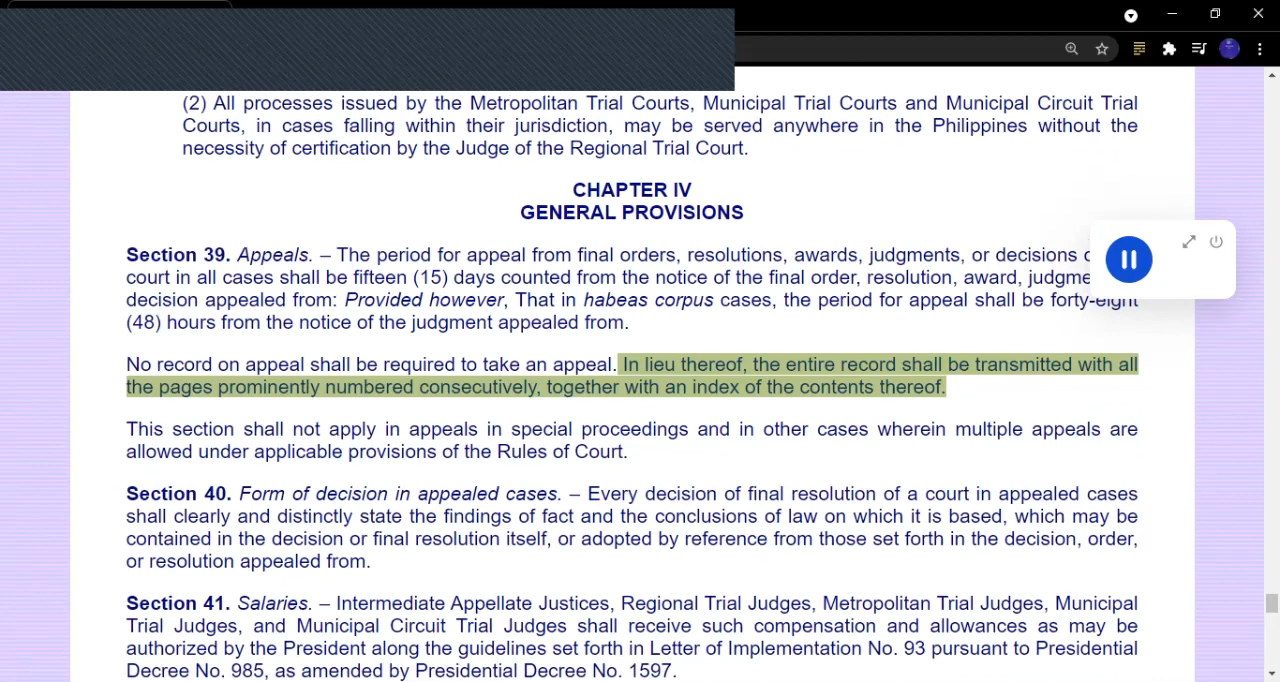 (2) All processes issued by the Metropolitan Trial Courts, Municipal Trial Courts and Municipal Circuit Trial
Courts, in cases falling within their jurisdiction, may be served anywhere in the Philippines without the
necessity of certification by the Judge of the Regional Trial Court.
CHAPTER IV
GENERAL PROVISIONS
Section 39. Appeals. – The period for appeal from final orders, resolutions, awards, judgments, or decisions
court in all cases shall be fifteen (15) days counted from the notice of the final order, resolution, award,
decision appealed from: Provided however, That in habeas corpus cases, the period for appeal shall be forty-eight
(48) hours from the notice of the judgment appealed from.
No record on appeal shall be required to take an appeal. In lieu thereof, the entire record shall be transmitted with all
the pages prominently numbered consecutively, together with an index of the contents thereof.
This section shall not apply in appeals in special proceedings and in other cases wherein multiple appeals are
allowed under applicable provisions of the Rules of Court.
Section 40. Form of decision in appealed cases. – Every decision of final resolution of a court in appealed cases
shall clearly and distinctly state the findings of fact and the conclusions of law on which it is based, which may be
contained in the decision or final resolution itself, or adopted by reference from those set forth in the decision, order,
or resolution appealed from.
Section 41. Salaries. – Intermediate Appellate Justices, Regional Trial Judges, Metropolitan Trial Judges, Municipal
Trial Judges, and Municipal Circuit Trial Judges shall receive such compensation and allowances as may be
authorized by the President along the guidelines set forth in Letter of Implementation No. 93 pursuant to Presidential
Decree No. 985, as amended by Presidential Decree No. 1597.